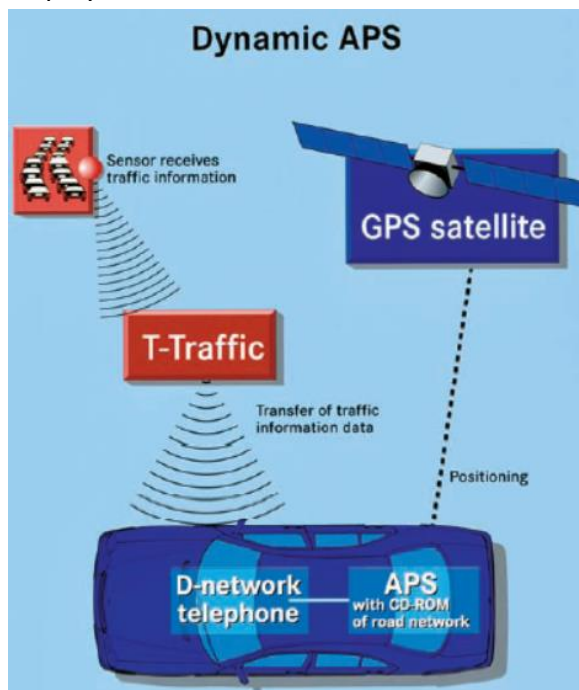 Dynamic APS
Sensor receives
traffic information
GPS satellite
T-Traffic
Transfer of traffic
information data
Positioning
D-network
telephone
APS
with CD-ROM
of road network